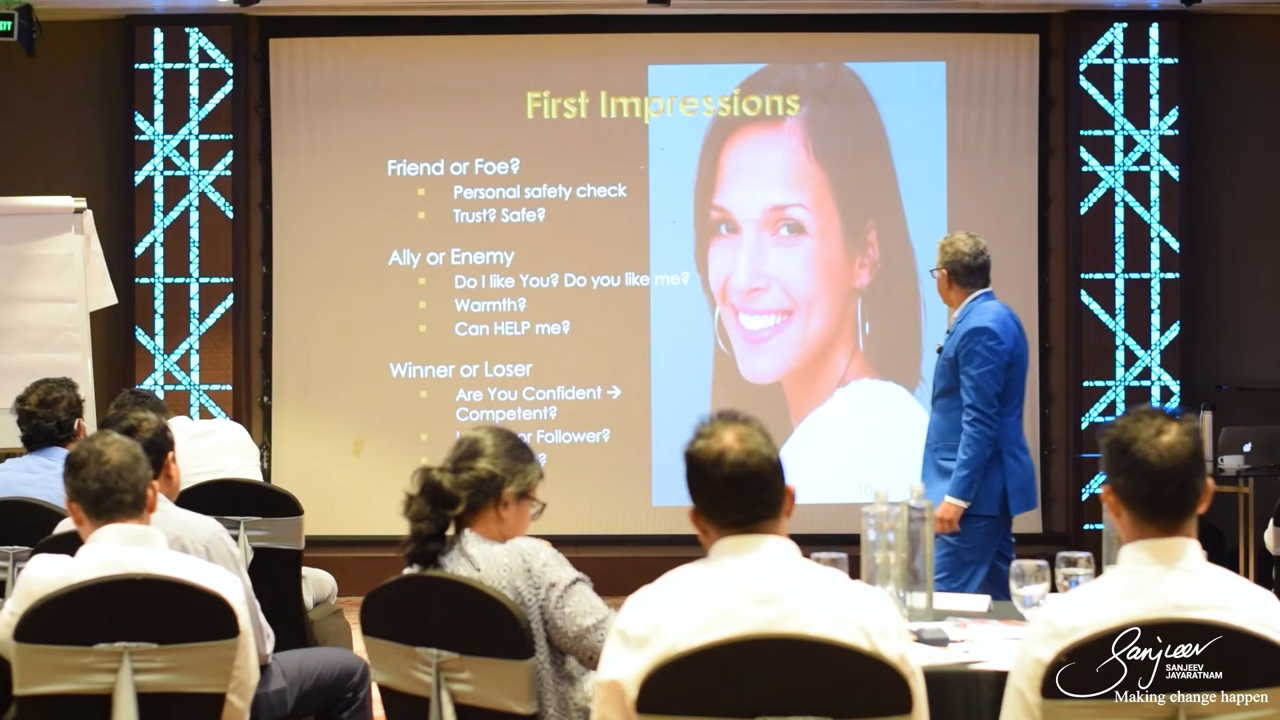 EXIT
First Impressions
Friend or Foe?
Personal safety check
Trust? Safe?
Ally or Enemy
Do I like You? Do you like me?
Warmth?
Can HELP me?
Winner or Loser
Are You Confident →
Competent?
or Follower?
?
10
Sanjeev
SANJEEV
JAYARATNAM
Making change happen